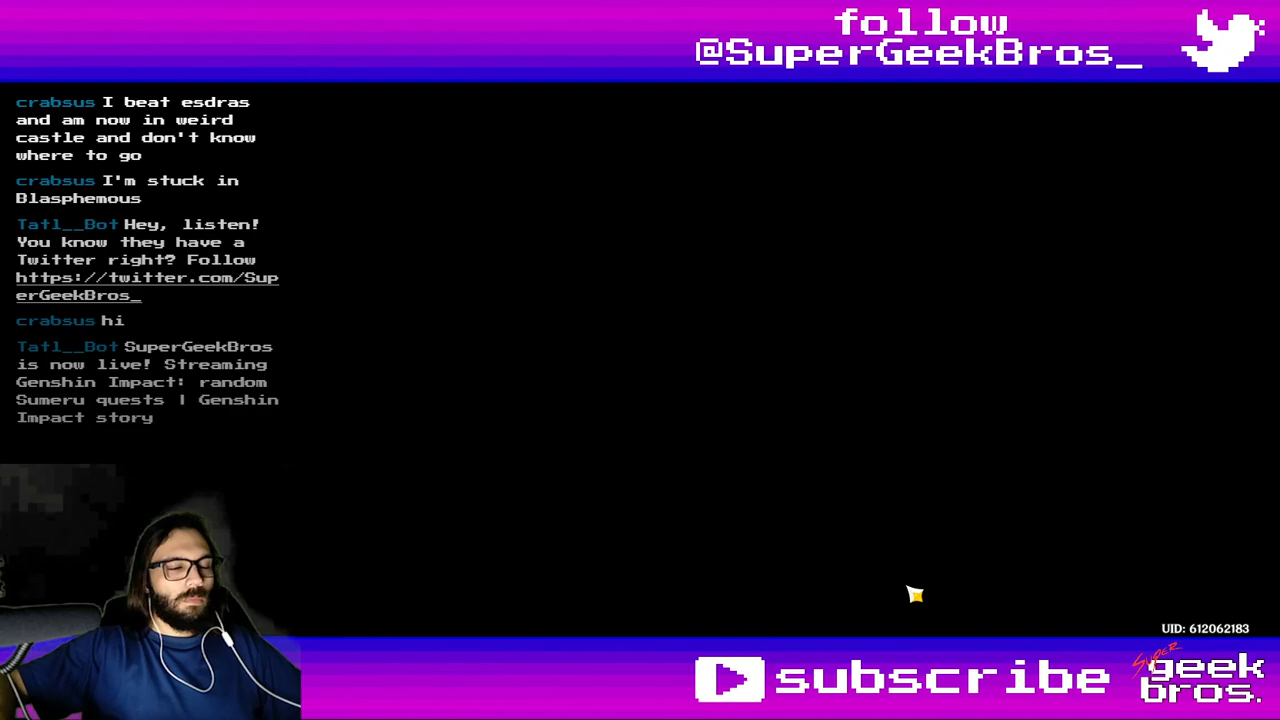 follow
@SuperGeekBros_
crabsus I beat esdras
and am now in weird
castle and don't know
where to go
crabsus I'm stuck in
Blasphemous
Tatl__Bot Hey, listen!
You know they have a
Twitter right? Follow
https://twitter.com/Sup
erGeekBros_
crabsus hi
Tatl__Bot SuperGeekBros
is now live! Streaming
Genshin Impact: random
Sumeru quests | Genshin
Impact story
UID: 612062183
subscribe
super
geek
bros.